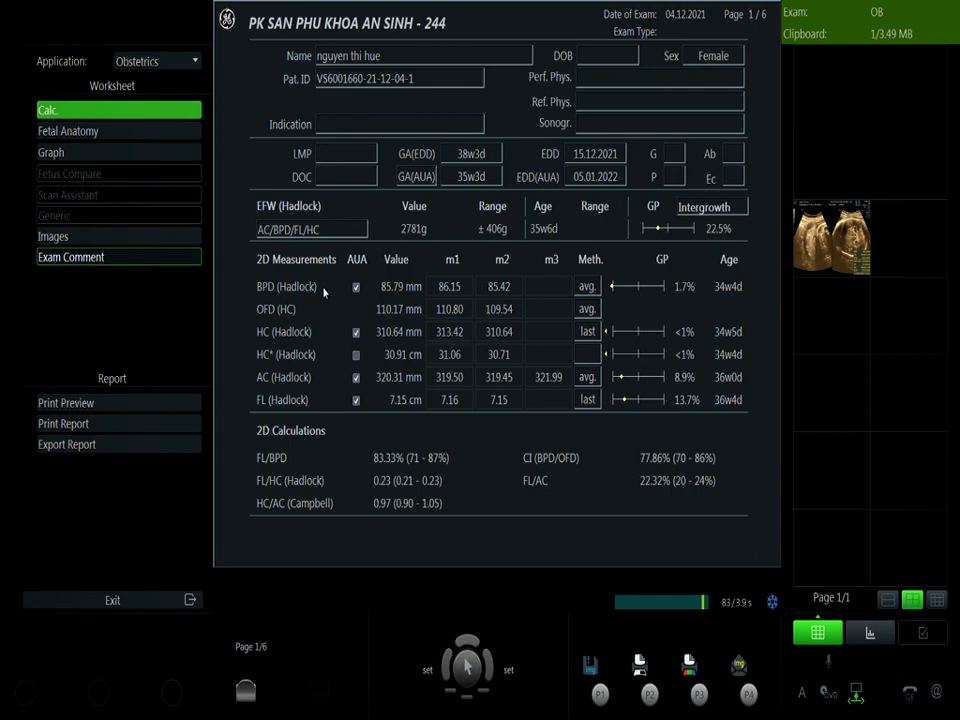 PK SAN PHU KHOA AN SINH - 244
Date of Exam: 04.12.2021 Page 1 / 6
Exam Type:
Exam: OB
Clipboard: 1/3.49 MB
Application: Obstetrics
Worksheet
Calc.
Fetal Anatomy
Graph
Fetus Compare
Scan Assistant
Generic
Images
Exam Comment
Report
Print Preview
Print Report
Export Report
Exit
Name nguyen thi hue DOB Sex Female
Pat. ID VS6001660-21-12-04-1 Perf. Phys.
Ref. Phys.
Indication Sonogr.
LMP GA(EDD) 38w3d EDD 15.12.2021 G Ab
DOC GA(AUA) 35w3d EDD(AUA) 05.01.2022 P Ec
EFW (Hadlock) Value Range Age Range GP Intergrowth
AC/BPD/FL/HC 2781g ± 406g 35w6d 22.5%
2D Measurements AUA Value m1 m2 m3 Meth. GP Age
BPD (Hadlock) 85.79 mm 86.15 85.42 avg. 1.7% 34w4d
OFD (HC) 110.17 mm 110.80 109.54 avg.
HC (Hadlock) 310.64 mm 313.42 310.64 last <1% 34w5d
HC* (Hadlock) 30.91 cm 31.06 30.71 <1% 34w4d
AC (Hadlock) 320.31 mm 319.50 319.45 321.99 avg. 8.9% 36w0d
FL (Hadlock) 7.15 cm 7.16 7.15 last 13.7% 36w4d
2D Calculations
FL/BPD 83.33% (71 - 87%) CI (BPD/OFD) 77.86% (70 - 86%)
FL/HC (Hadlock) 0.23 (0.21 - 0.23) FL/AC 22.32% (20 - 24%)
HC/AC (Campbell) 0.97 (0.90 - 1.05)
83/3.9 s
Page 1/1
Page 1/6
set set
P1 P2 P3 P4
A DVD @